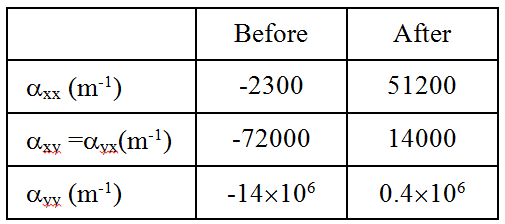 Before After
αxx (m⁻¹) -2300 51200
αxy =αyx(m⁻¹) -72000 14000
αyy (m⁻¹) -14×10⁶ 0.4×10⁶